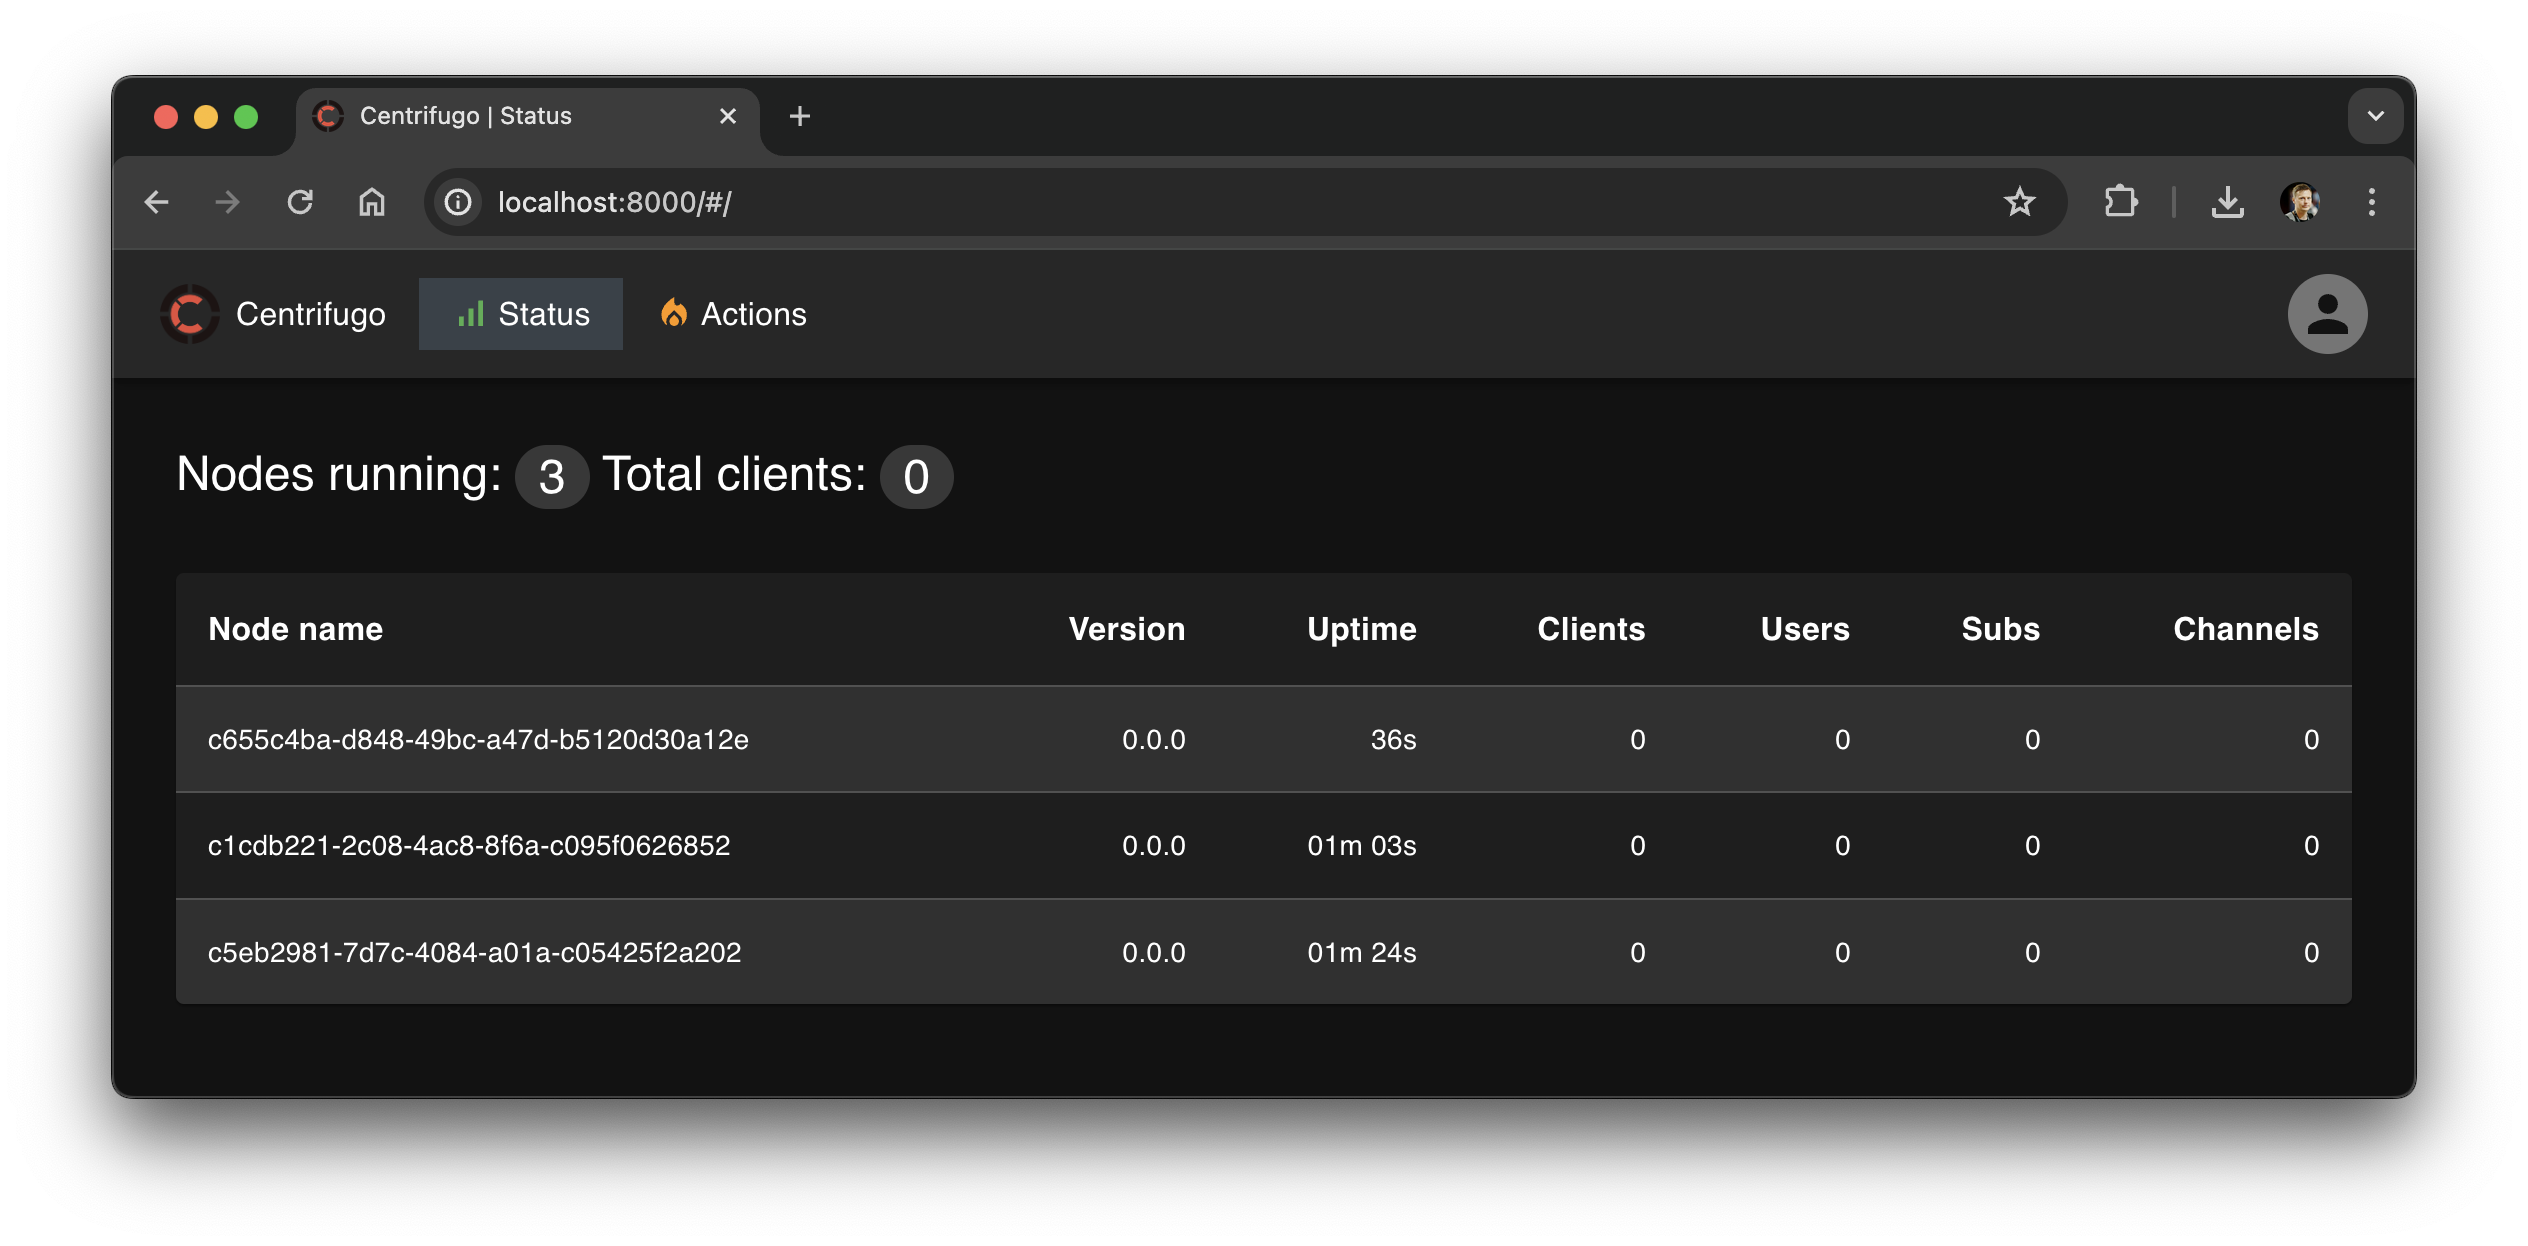 Centrifugo | Status
localhost:8000/#/
Centrifugo Status Actions
Nodes running: 3 Total clients: 0
Node name Version Uptime Clients Users Subs Channels
c655c4ba-d848-49bc-a47d-b5120d30a12e 0.0.0 36s 0 0 0 0
c1cdb221-2c08-4ac8-8f6a-c095f0626852 0.0.0 01m 03s 0 0 0 0
c5eb2981-7d7c-4084-a01a-c05425f2a202 0.0.0 01m 24s 0 0 0 0